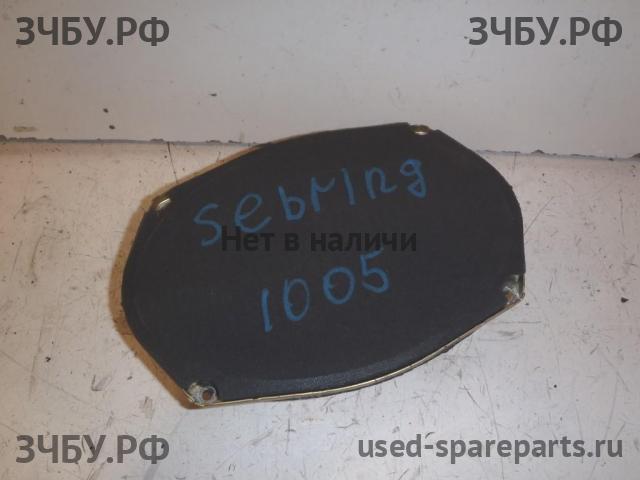 ЗЧБУ.РФ ЗЧБУ.РФ
sebring
Нет в наличи
1005
ЗЧБУ.РФ used-spareparts.ru